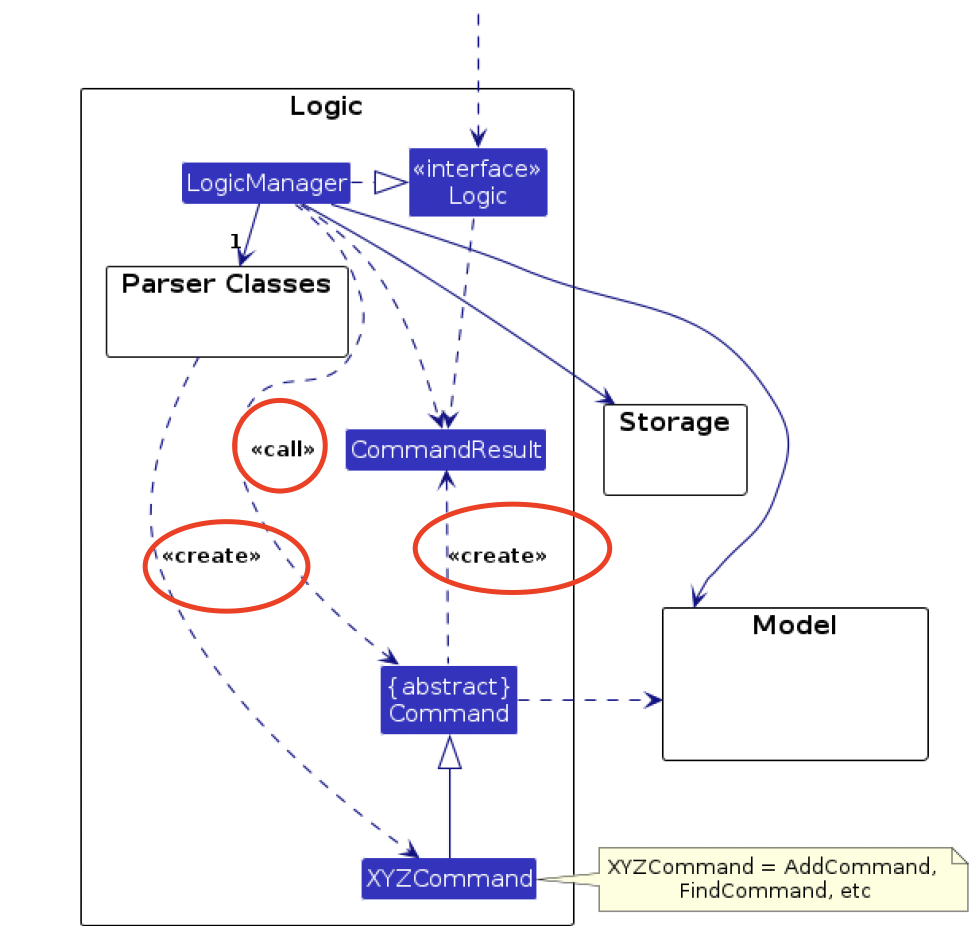 Logic
«interface»
Logic
LogicManager
1
Parser Classes
Storage
«call»
CommandResult
«create»
«create»
Model
{abstract}
Command
XYZCommand
XYZCommand = AddCommand,
FindCommand, etc